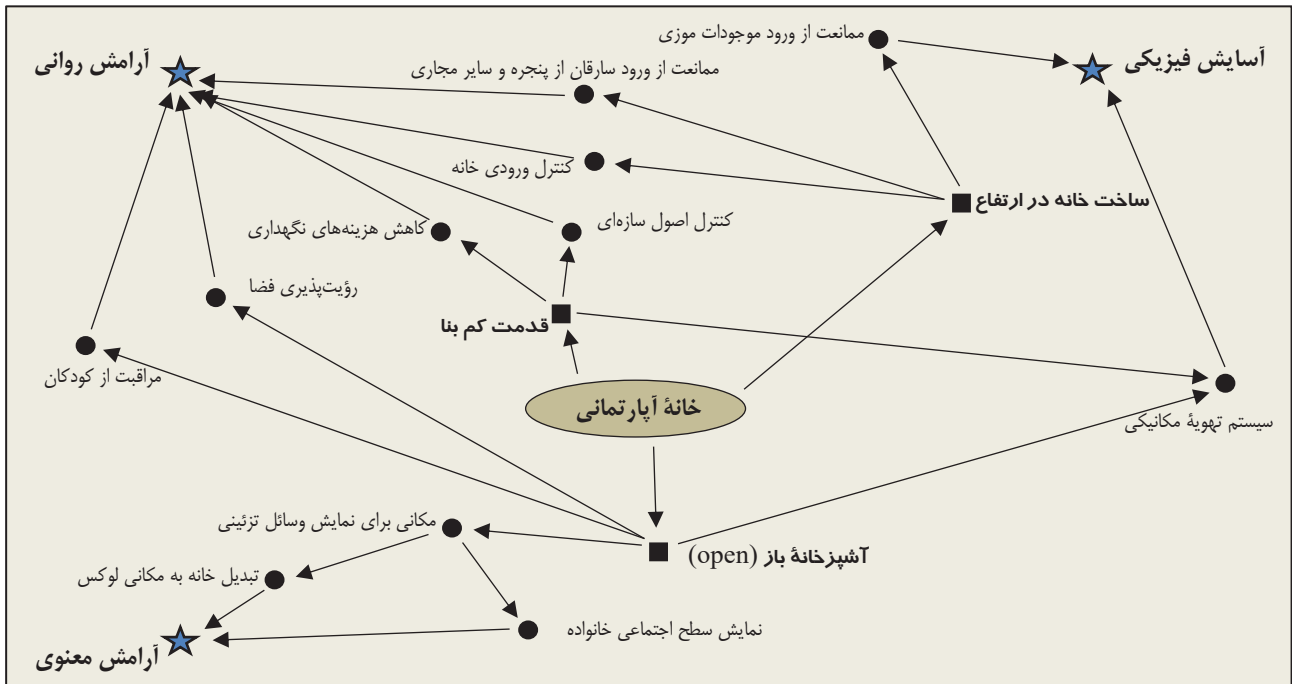 ممانعت از ورود موجودات موزی
آسایش فیزیکی
آرامش روانی
ممانعت از ورود سارقان از پنجره و سایر مجاری
کنترل ورودی خانه
ساخت خانه در ارتفاع
کنترل اصول سازه‌ای
کاهش هزینه‌های نگهداری
رؤیت‌پذیری فضا
قدمت کم بنا
مراقبت از کودکان
خانهٔ آپارتمانی
سیستم تهویهٔ مکانیکی
مکانی برای نمایش وسائل تزئینی
آشپزخانهٔ باز (open)
تبدیل خانه به مکانی لوکس
نمایش سطح اجتماعی خانواده
آرامش معنوی